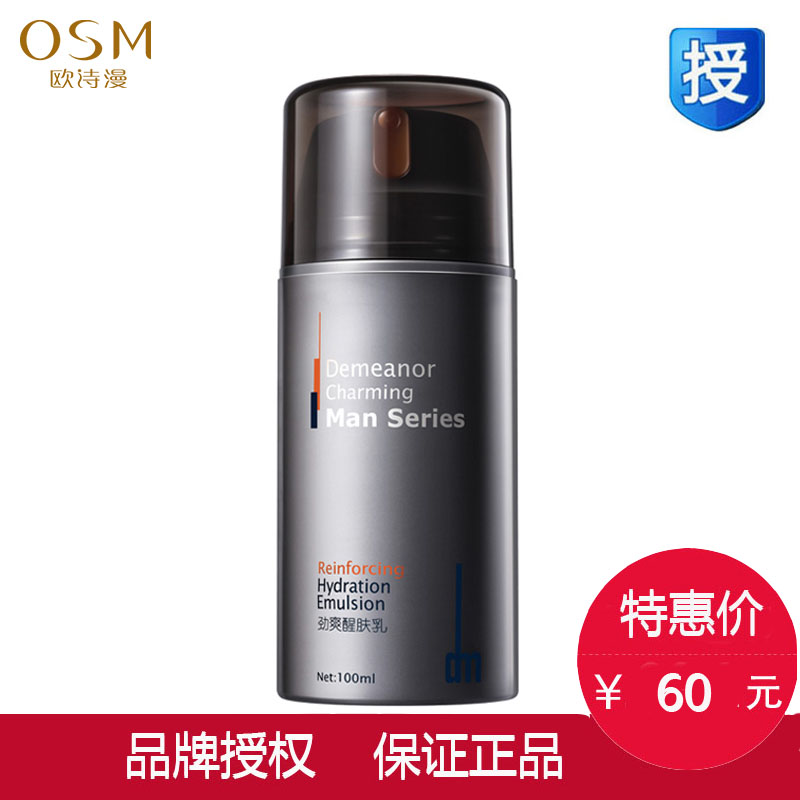 OSM
欧诗漫
授
Demeanor
Charming
Man Series
Reinforcing
Hydration
Emulsion
劲爽醒肤乳
Net:100ml
dm
特惠价
¥ 60 元
品牌授权 保证正品